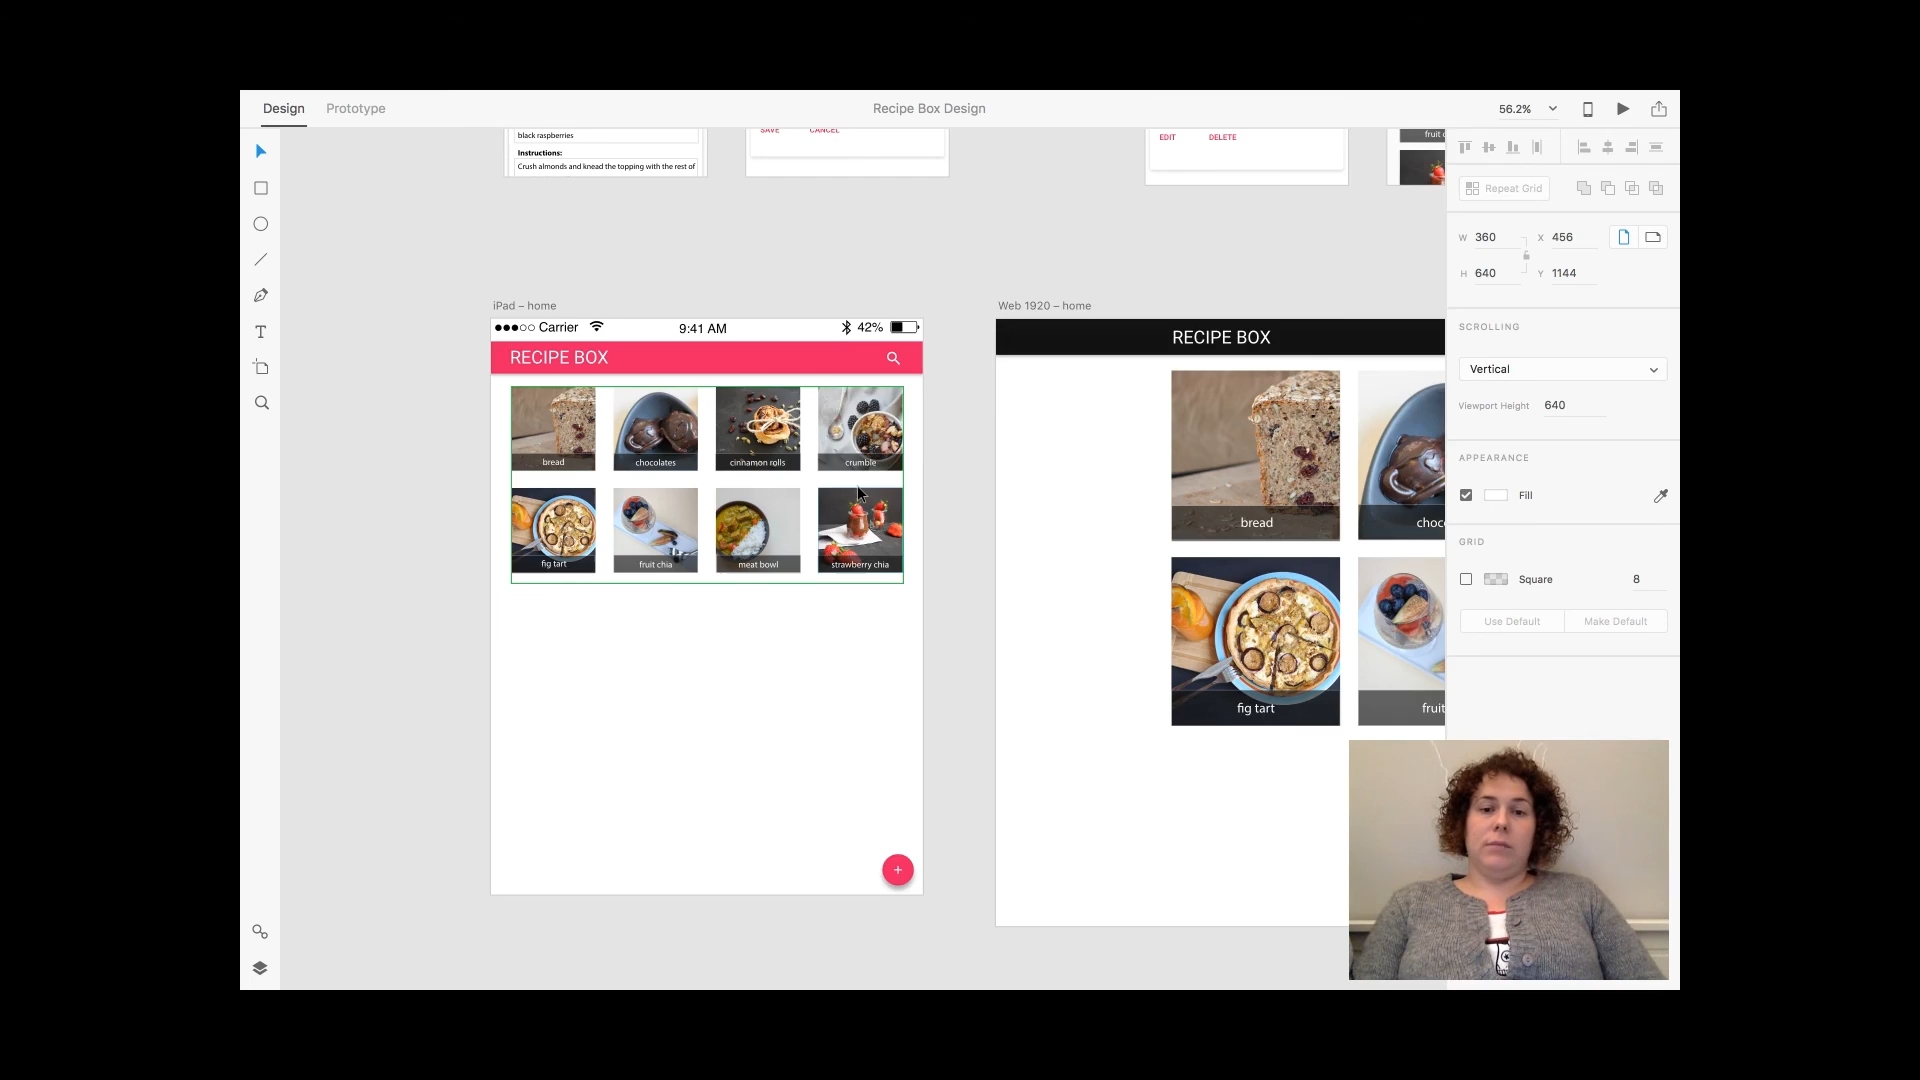 Design
Prototype
Recipe Box Design
56.2%
black raspberries
Instructions:
Crush almonds and knead the topping with the rest of
SAVE
CANCEL
EDIT
DELETE
fruit c
Repeat Grid
W 360
X 456
H 640
Y 1144
SCROLLING
Vertical
Viewport Height 640
APPEARANCE
Fill
GRID
Square 8
Use Default
Make Default
iPad – home
Carrier
9:41 AM
42%
RECIPE BOX
bread
chocolates
cinnamon rolls
crumble
fig tart
fruit chia
meat bowl
strawberry chia
+
Web 1920 – home
RECIPE BOX
bread
choc
fig tart
fruit